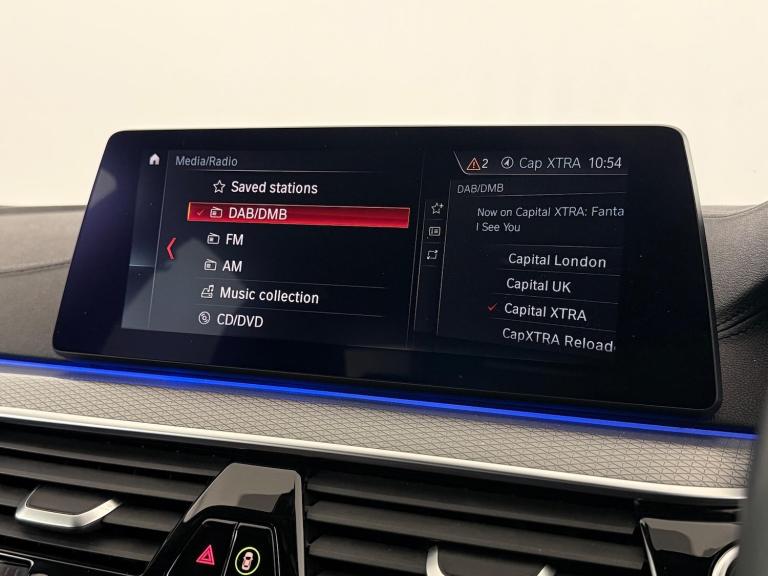 Media/Radio
2 Cap XTRA 10:54
Saved stations
DAB/DMB
FM
AM
Music collection
CD/DVD
DAB/DMB
Now on Capital XTRA: Fanta
I See You
Capital London
Capital UK
Capital XTRA
CapXTRA Reload